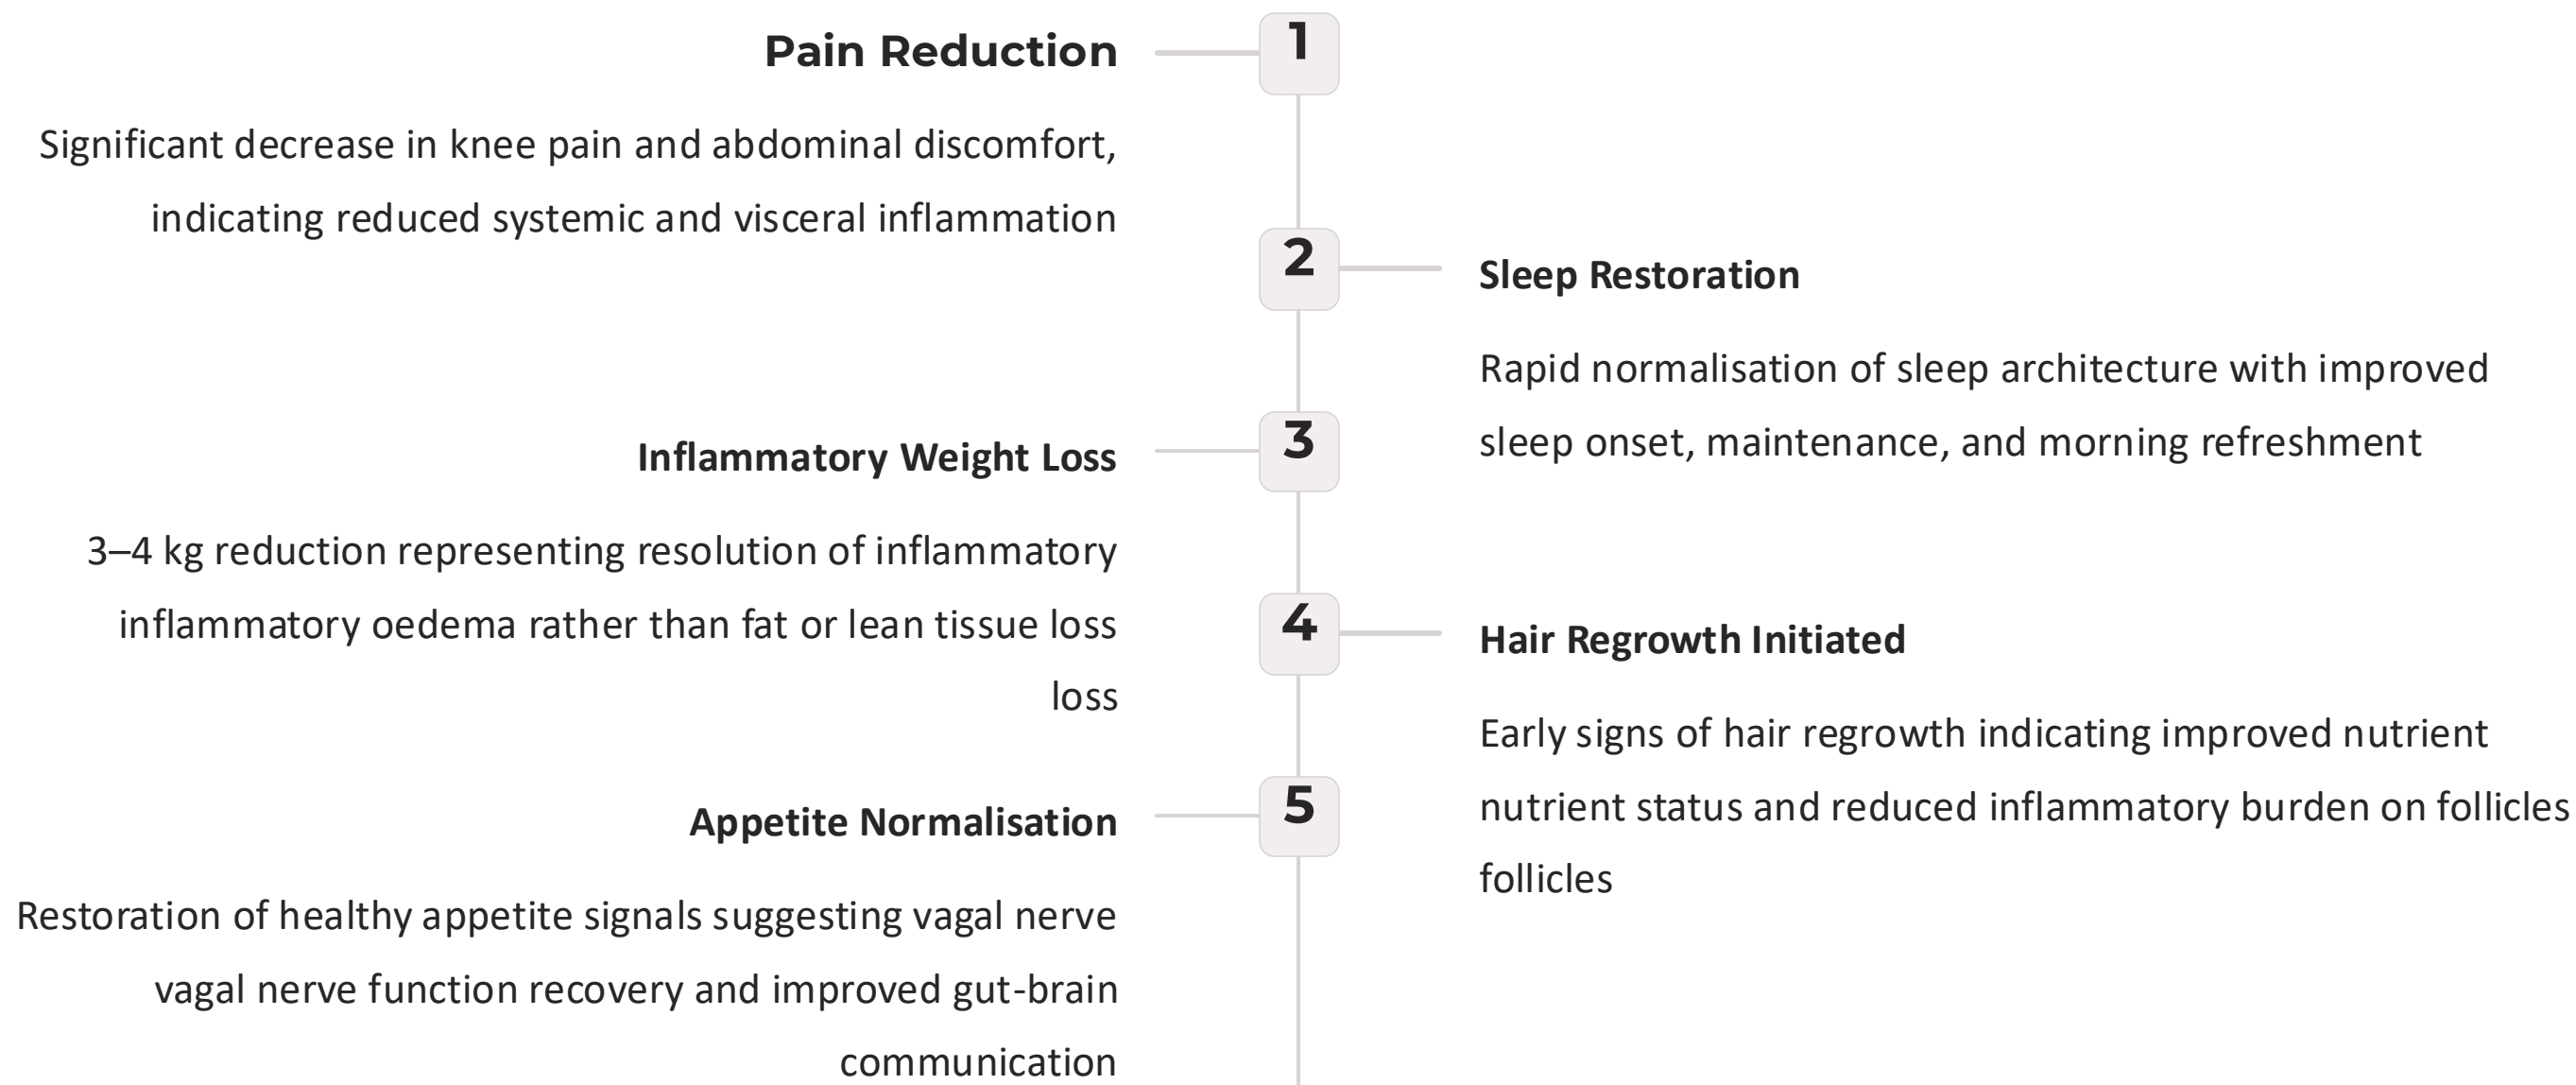 1
Pain Reduction
Significant decrease in knee pain and abdominal discomfort,
indicating reduced systemic and visceral inflammation
2
Sleep Restoration
Rapid normalisation of sleep architecture with improved
sleep onset, maintenance, and morning refreshment
3
Inflammatory Weight Loss
3–4 kg reduction representing resolution of inflammatory
inflammatory oedema rather than fat or lean tissue loss
loss
4
Hair Regrowth Initiated
Early signs of hair regrowth indicating improved nutrient
nutrient status and reduced inflammatory burden on follicles
follicles
5
Appetite Normalisation
Restoration of healthy appetite signals suggesting vagal nerve
vagal nerve function recovery and improved gut-brain
communication